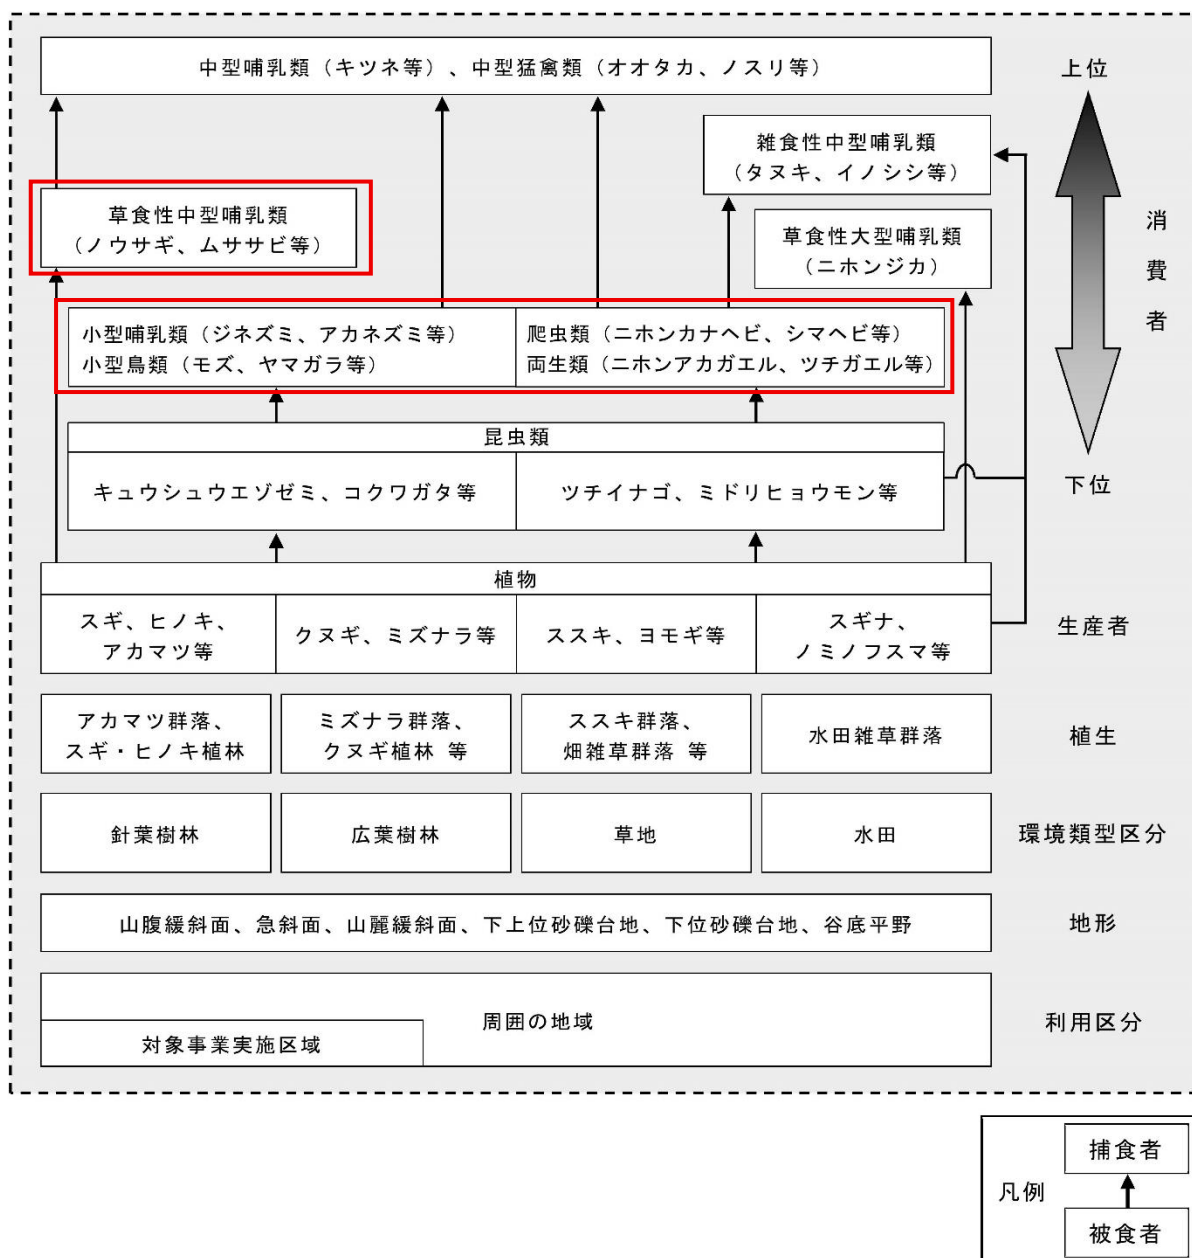 中型哺乳類（キツネ等）、中型猛禽類（オオタカ、ノスリ等）
上位
雑食性中型哺乳類
（タヌキ、イノシシ等）
草食性中型哺乳類
（ノウサギ、ムササビ等）
草食性大型哺乳類
（ニホンジカ）
消費者
小型哺乳類（ジネズミ、アカネズミ等）
小型鳥類（モズ、ヤマガラ等）
爬虫類（ニホンカナヘビ、シマヘビ等）
両生類（ニホンアカガエル、ツチガエル等）
昆虫類
キュウシュウエゾゼミ、コクワガタ等
ツチイナゴ、ミドリヒョウモン等
下位
植物
スギ、ヒノキ、
アカマツ等
クヌギ、ミズナラ等
ススキ、ヨモギ等
スギナ、
ノミノフスマ等
生産者
アカマツ群落、
スギ・ヒノキ植林
ミズナラ群落、
クヌギ植林 等
ススキ群落、
畑雑草群落 等
水田雑草群落
植生
針葉樹林
広葉樹林
草地
水田
環境類型区分
山腹緩斜面、急斜面、山麓緩斜面、下上位砂礫台地、下位砂礫台地、谷底平野
地形
周囲の地域
対象事業実施区域
利用区分
凡例
捕食者
被食者